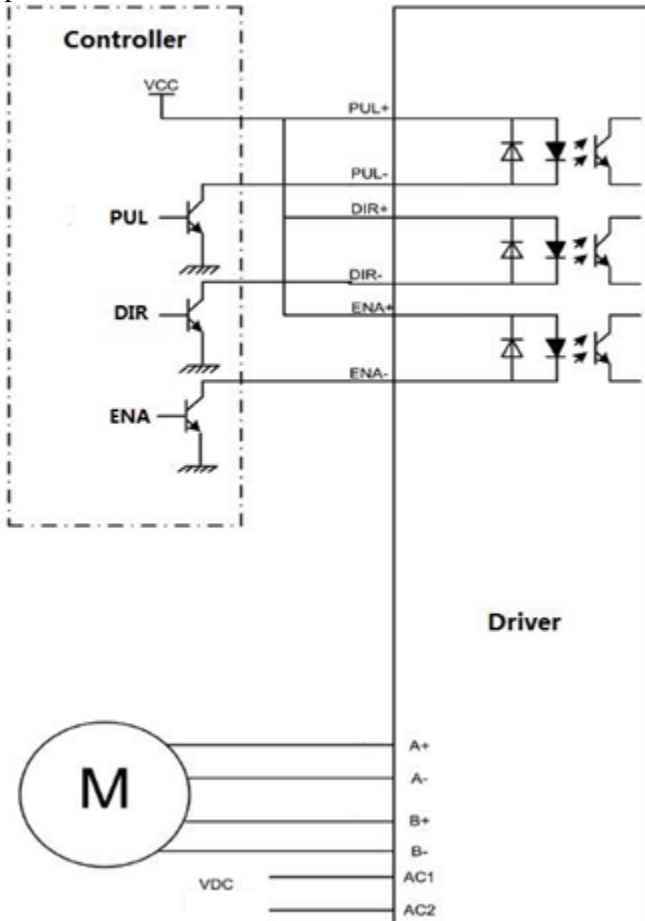 Controller
VCC
PUL+
PUL-
PUL
DIR+
DIR-
DIR
ENA+
ENA-
ENA
Driver
M
A+
A-
B+
B-
VDC
AC1
AC2